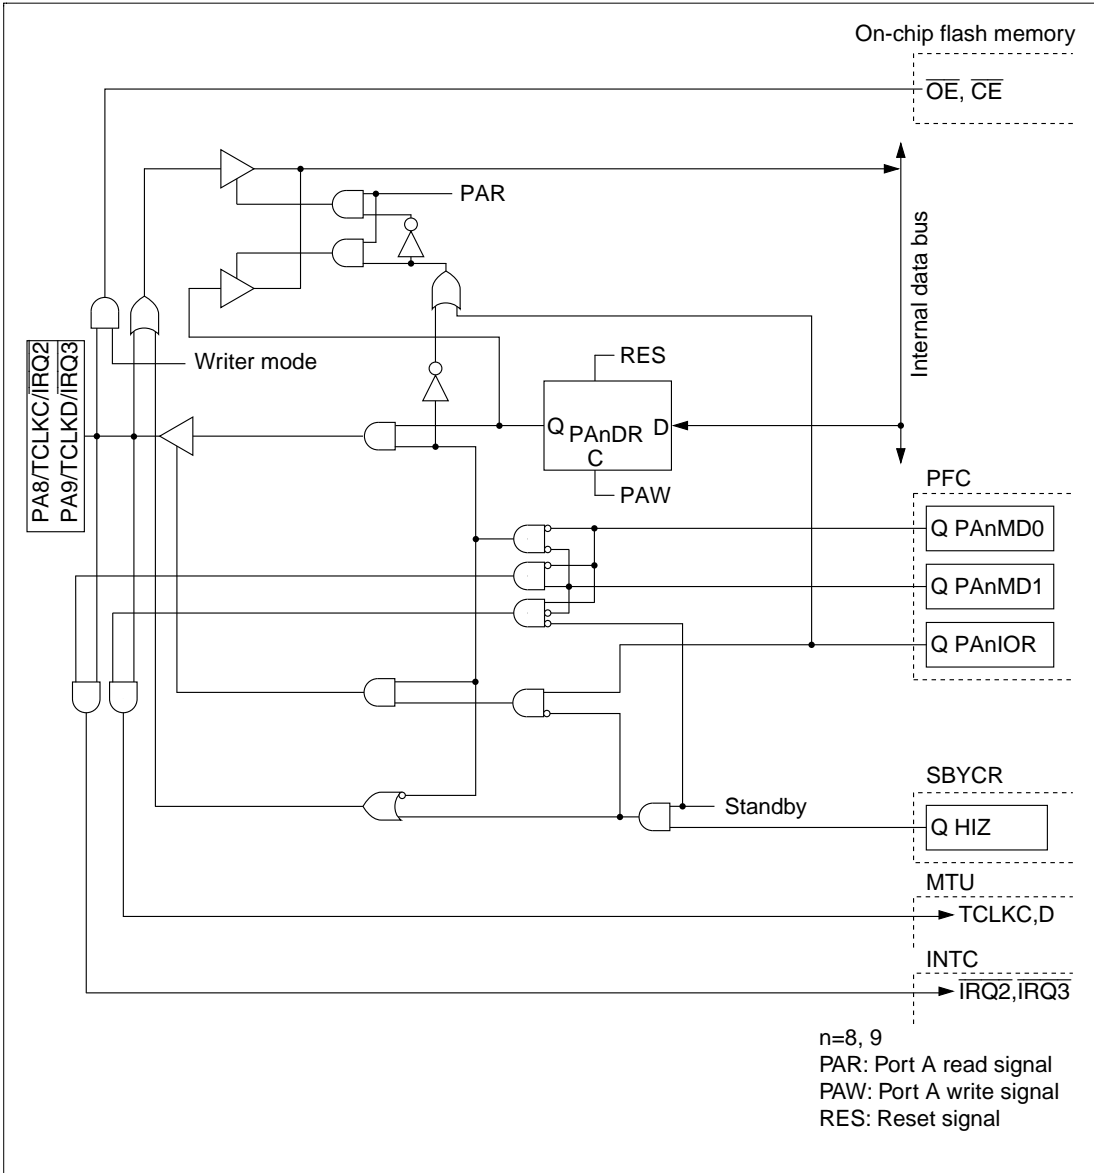 On-chip flash memory
OE, CE
PAR
Internal data bus
Writer mode
RES
PA8/TCLKC/IRQ2
PA9/TCLKD/IRQ3
Q PAnDR D
C
PAW
PFC
Q PAnMD0
Q PAnMD1
Q PAnIOR
SBYCR
Standby
Q HIZ
MTU
TCLKC,D
INTC
IRQ2,IRQ3
n=8, 9
PAR: Port A read signal
PAW: Port A write signal
RES: Reset signal